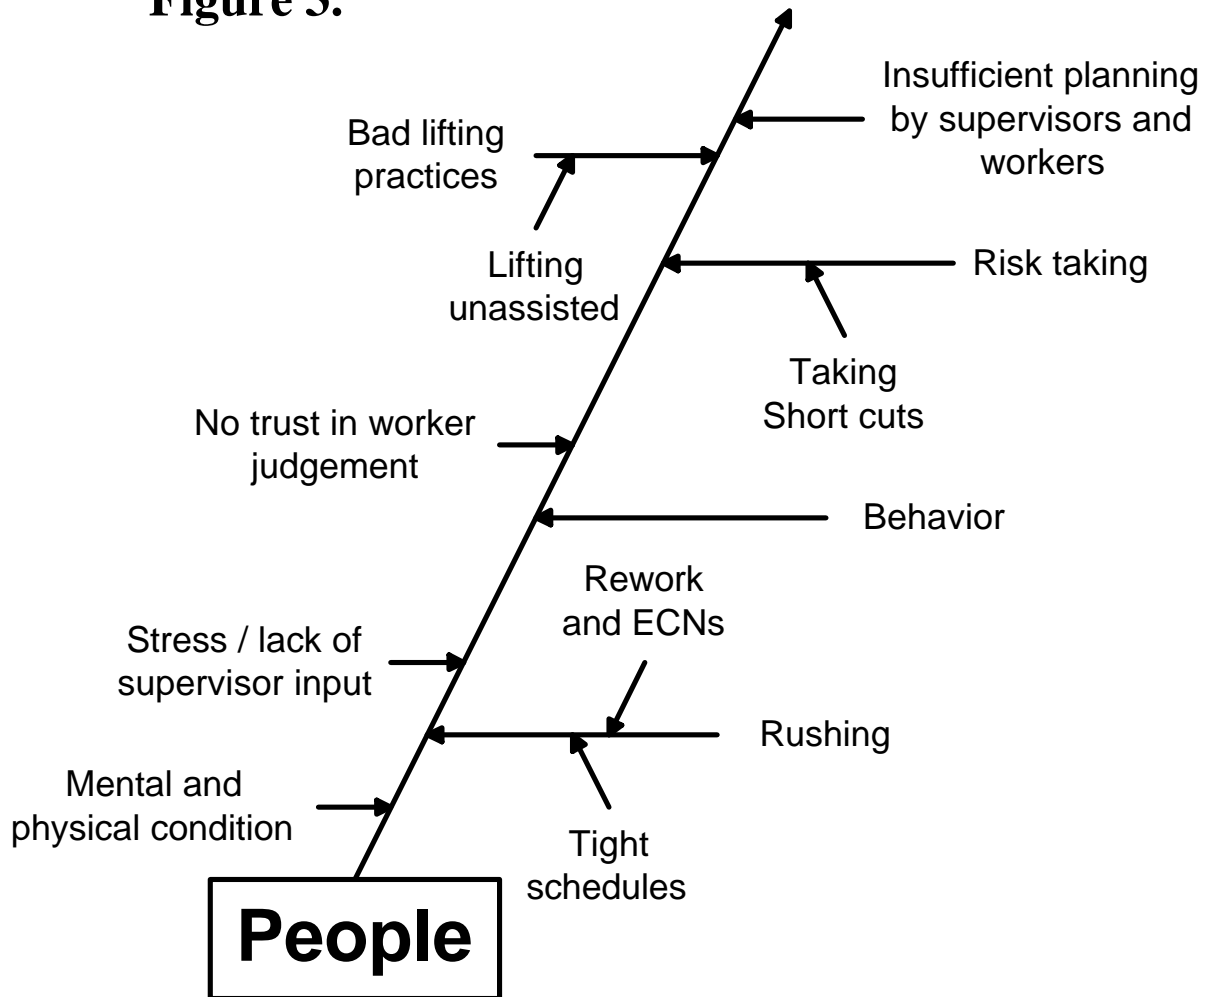 Figure 3.
Insufficient planning
by supervisors and
workers
Bad lifting
practices
Lifting
unassisted
Risk taking
Taking
Short cuts
No trust in worker
judgement
Behavior
Rework
and ECNs
Stress / lack of
supervisor input
Rushing
Mental and
physical condition
Tight
schedules
People